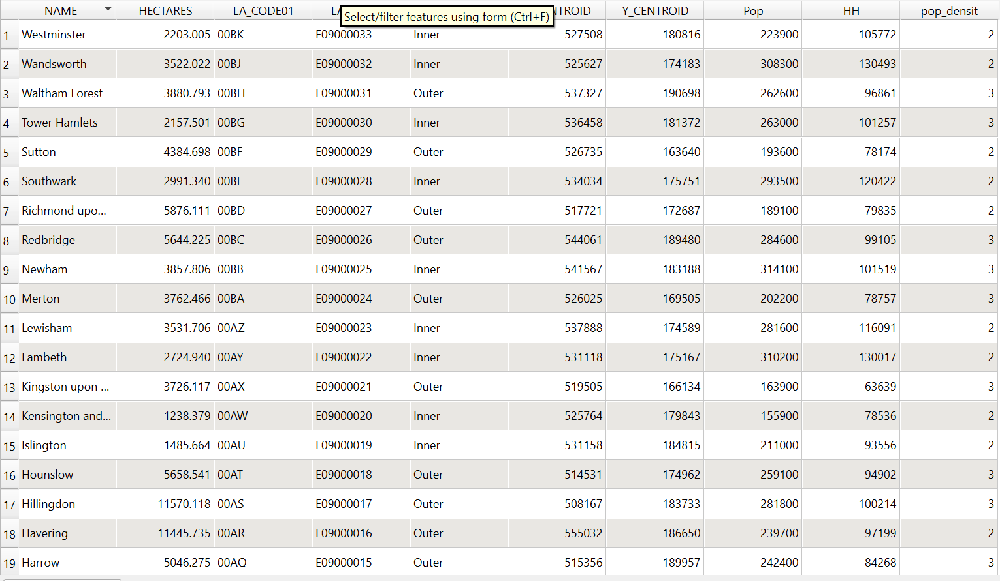 NAME HECTARES LA_CODE01 Select/filter features using form (Ctrl+F) NTROID Y_CENTROID Pop HH pop_densit
1 Westminster 2203.005 00BK E09000033 Inner 527508 180816 223900 105772 2
2 Wandsworth 3522.022 00BJ E09000032 Inner 525627 174183 308300 130493 2
3 Waltham Forest 3880.793 00BH E09000031 Outer 537327 190698 262600 96861 3
4 Tower Hamlets 2157.501 00BG E09000030 Inner 536458 181372 263000 101257 3
5 Sutton 4384.698 00BF E09000029 Outer 526735 163640 193600 78174 2
6 Southwark 2991.340 00BE E09000028 Inner 534034 175751 293500 120422 2
7 Richmond upo... 5876.111 00BD E09000027 Outer 517721 172687 189100 79835 2
8 Redbridge 5644.225 00BC E09000026 Outer 544061 189480 284600 99105 3
9 Newham 3857.806 00BB E09000025 Inner 541567 183188 314100 101519 3
10 Merton 3762.466 00BA E09000024 Outer 526025 169505 202200 78757 3
11 Lewisham 3531.706 00AZ E09000023 Inner 537888 174589 281600 116091 2
12 Lambeth 2724.940 00AY E09000022 Inner 531118 175167 310200 130017 2
13 Kingston upon ... 3726.117 00AX E09000021 Outer 519505 166134 163900 63639 3
14 Kensington and... 1238.379 00AW E09000020 Inner 525764 179843 155900 78536 2
15 Islington 1485.664 00AU E09000019 Inner 531158 184815 211000 93556 2
16 Hounslow 5658.541 00AT E09000018 Outer 514531 174962 259100 94902 3
17 Hillingdon 11570.118 00AS E09000017 Outer 508167 183733 281800 100214 3
18 Havering 11445.735 00AR E09000016 Outer 555032 186650 239700 97199 2
19 Harrow 5046.275 00AQ E09000015 Outer 515356 189957 242400 84268 3